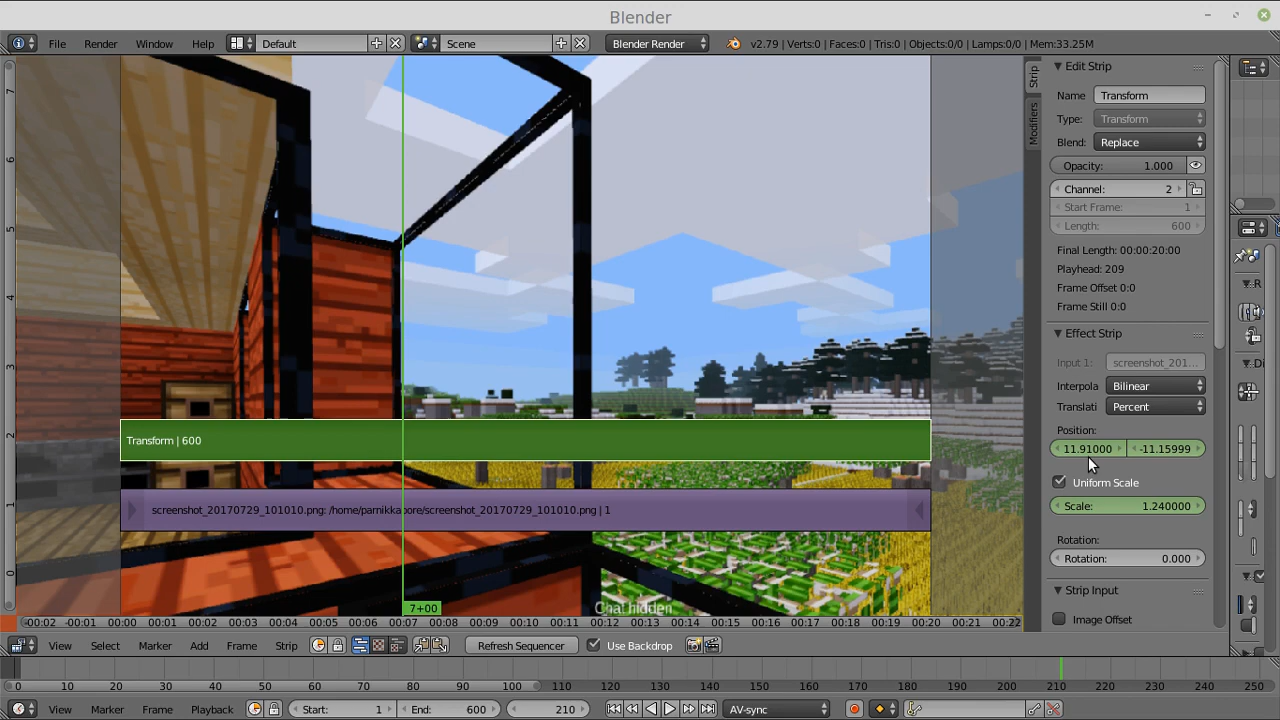 Blender
File Render Window Help Default Scene Blender Render v2.79 | Verts:0 | Faces:0 | Tris:0 | Objects:0/0 | Lamps:0/0 | Mem:33.25M
7
6
5
4
3
2
1
0
Transform | 600
screenshot_20170729_101010.png: /home/parnikkapore/screenshot_20170729_101010.png | 1
Chat hidden
7+00
-00:02 -00:01 00:00 00:01 00:02 00:03 00:04 00:05 00:06 00:07 00:08 00:09 00:10 00:11 00:12 00:13 00:14 00:15 00:16 00:17 00:18 00:19 00:20 00:21 00:22
Strip
Modifiers
Edit Strip
Name Transform
Type: Transform
Blend: Replace
Opacity: 1.000
Channel: 2
Start Frame: 1
Length: 600
Final Length: 00:00:20:00
Playhead: 209
Frame Offset 0:0
Frame Still 0:0
Effect Strip
Input 1: screenshot_201...
Interpola Bilinear
Translati Percent
Position:
11.91000 -11.15999
Uniform Scale
Scale: 1.240000
Rotation:
Rotation: 0.000
Strip Input
Image Offset
R
Di
View Select Marker Add Frame Strip Refresh Sequencer Use Backdrop
0 10 20 30 40 50 60 70 80 90 100 110 120 130 140 150 160 170 180 190 200 210 220 230 240 250
View Marker Frame Playback Start: 1 End: 600 210 AV-sync